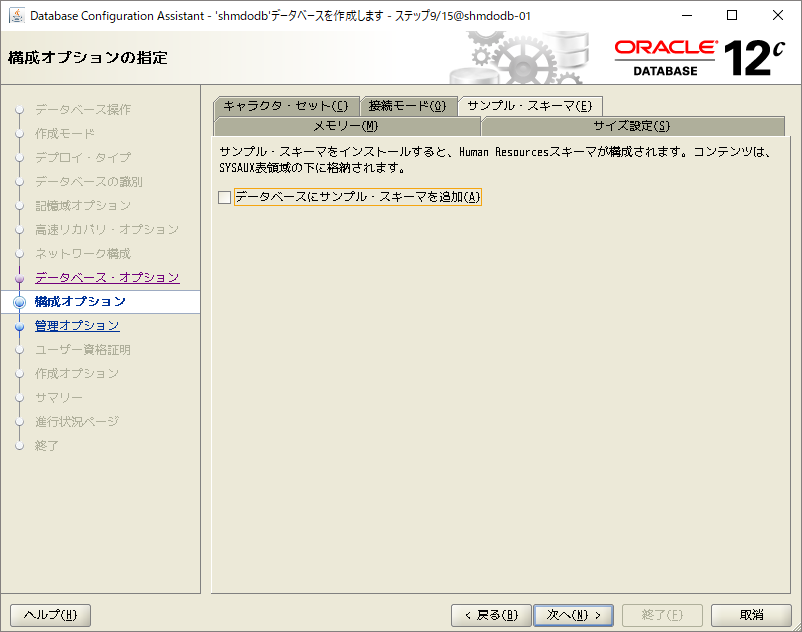 Database Configuration Assistant - 'shmdodb'データベースを作成します - ステップ9/15@shmdodb-01
構成オプションの指定
ORACLE®
DATABASE
12c
データベース操作
作成モード
デプロイ・タイプ
データベースの識別
記憶域オプション
高速リカバリ・オプション
ネットワーク構成
データベース・オプション
構成オプション
管理オプション
ユーザー資格証明
作成オプション
サマリー
進行状況ページ
終了
キャラクタ・セット(C) 接続モード(O) サンプル・スキーマ(E)
メモリー(M) サイズ設定(S)
サンプル・スキーマをインストールすると、Human Resourcesスキーマが構成されます。コンテンツは、
SYSAUX表領域の下に格納されます。
データベースにサンプル・スキーマを追加(A)
ヘルプ(H) < 戻る(B) 次へ(N) > 終了(F) 取消